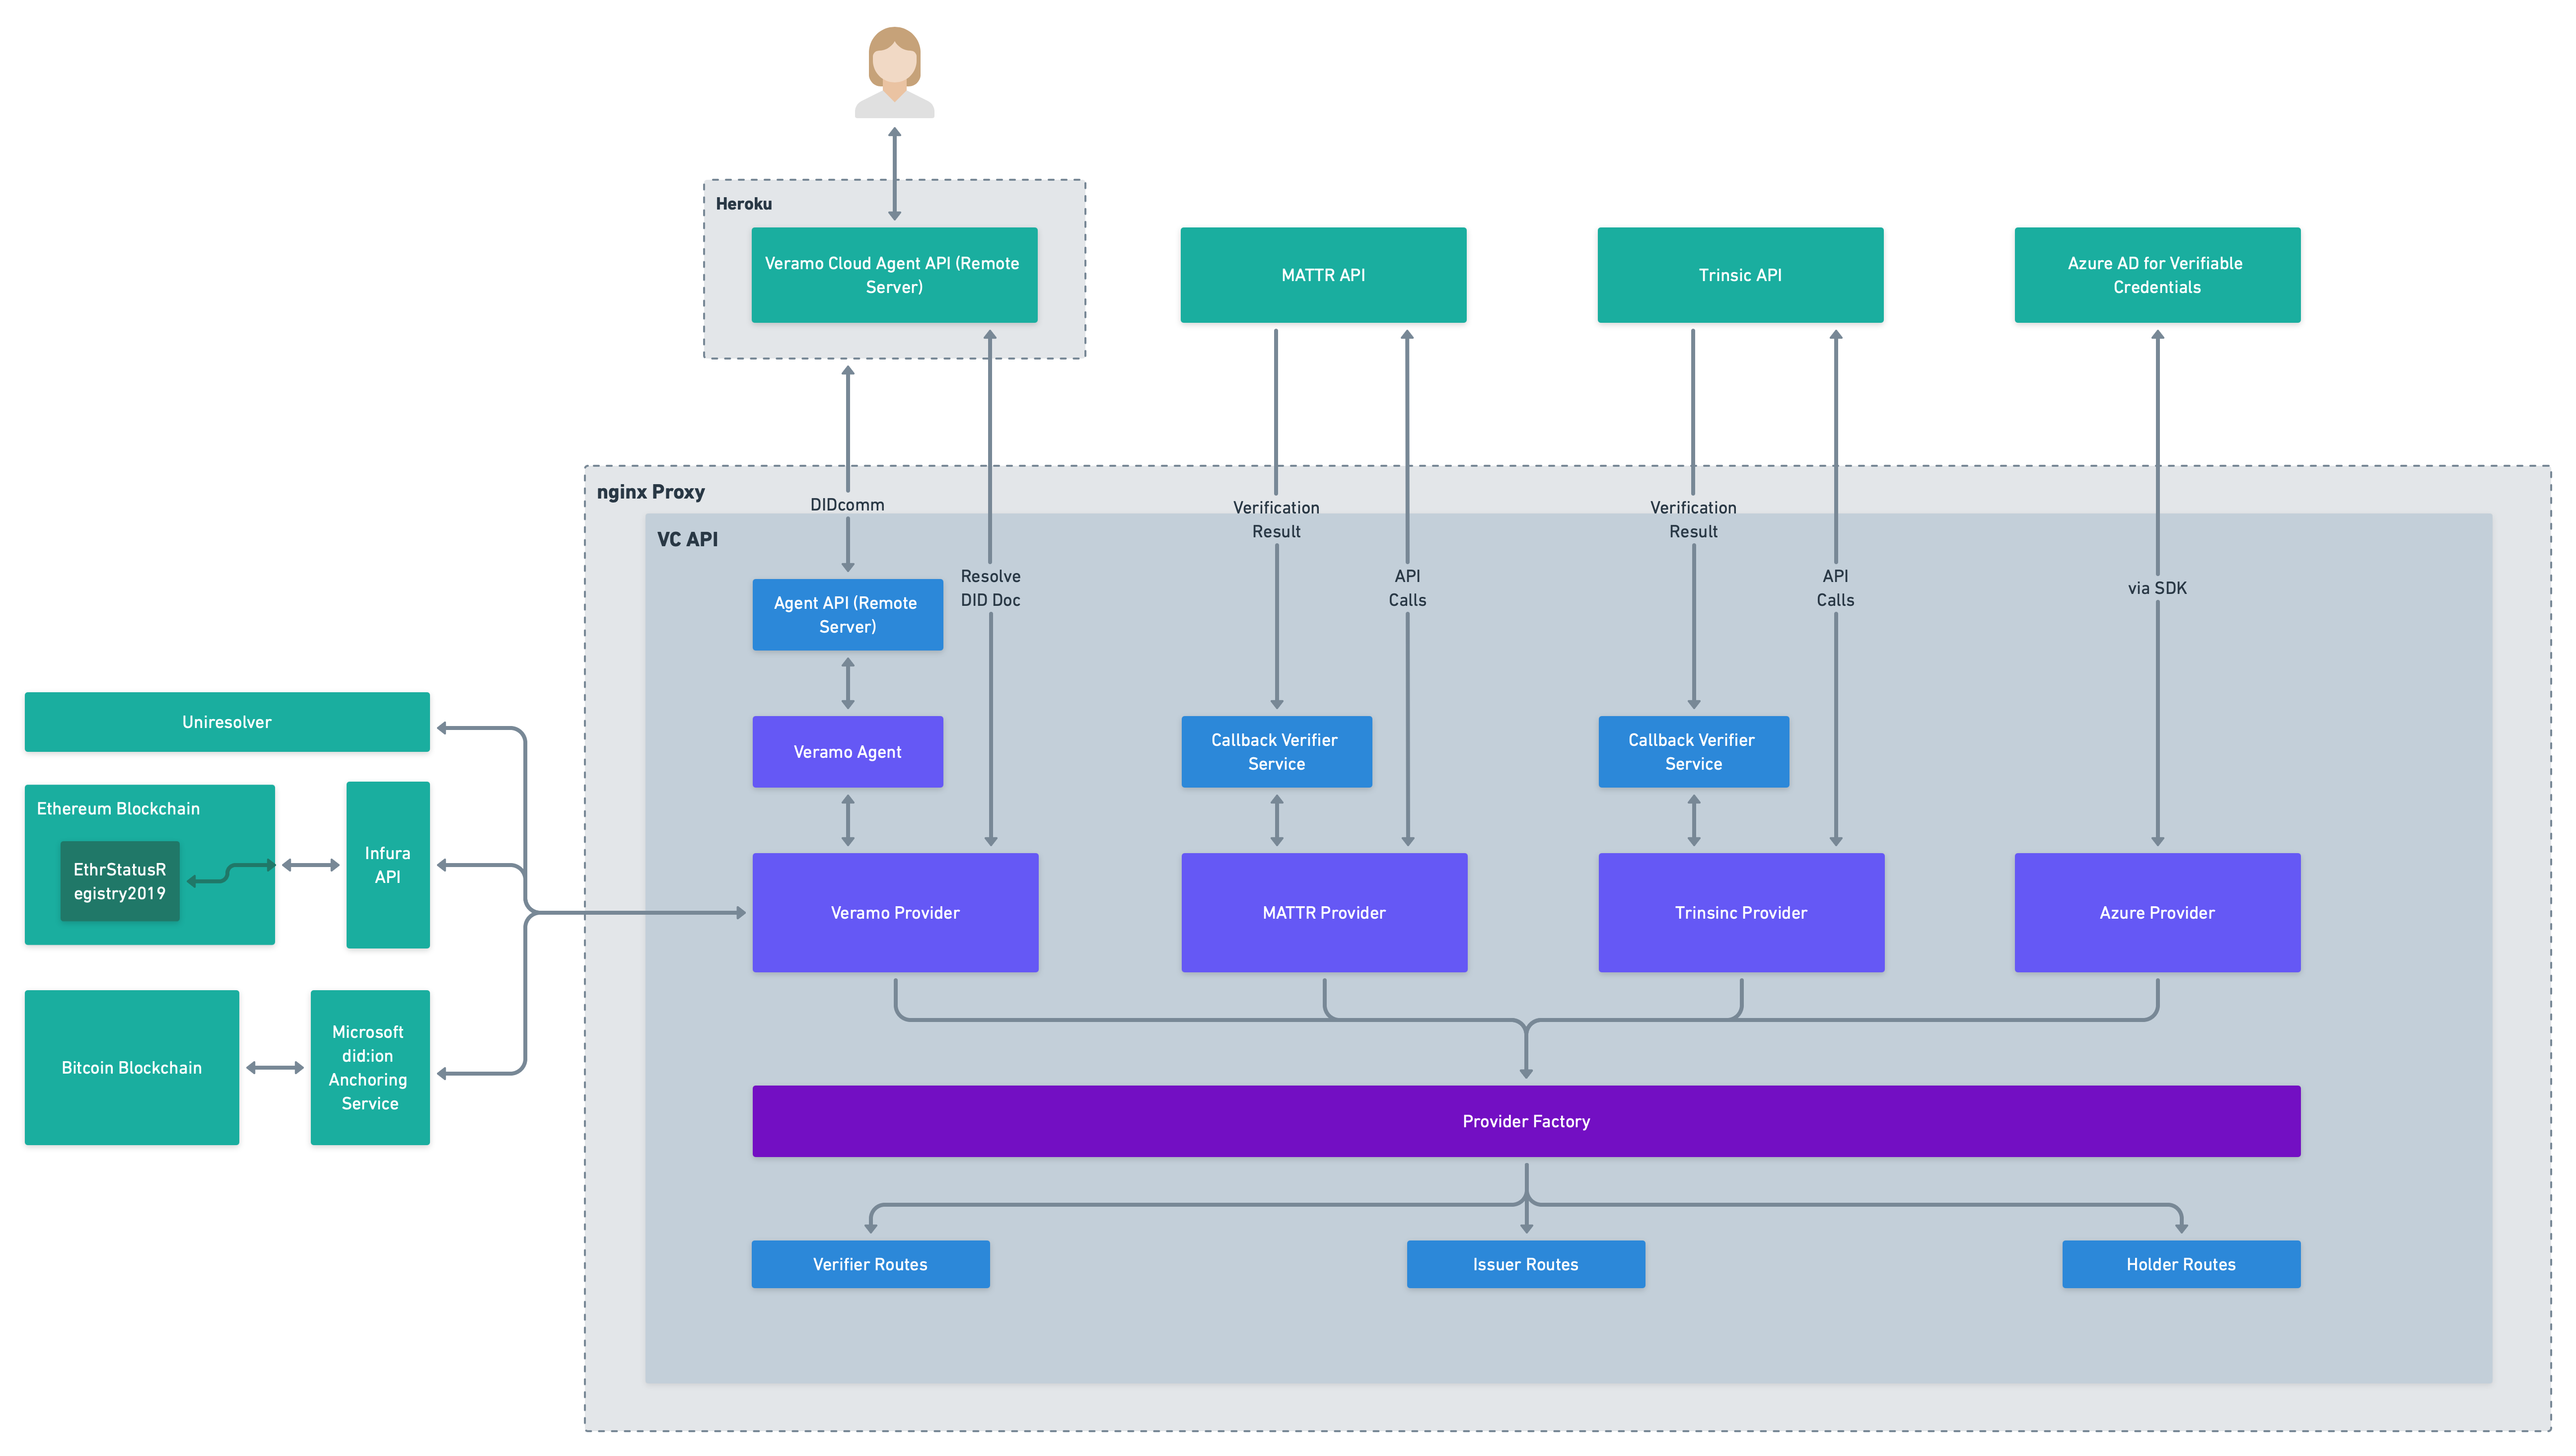 Heroku
Veramo Cloud Agent API (Remote
Server)
MATTR API
Trinsic API
Azure AD for Verifiable
Credentials
nginx Proxy
DIDcomm
Verification
Result
Verification
Result
VC API
Resolve
DID Doc
API
Calls
API
Calls
via SDK
Agent API (Remote
Server)
Uniresolver
Veramo Agent
Callback Verifier
Service
Callback Verifier
Service
Ethereum Blockchain
EthrStatusR
egistry2019
Infura
API
Veramo Provider
MATTR Provider
Trinsinc Provider
Azure Provider
Bitcoin Blockchain
Microsoft
did:ion
Anchoring
Service
Provider Factory
Verifier Routes
Issuer Routes
Holder Routes